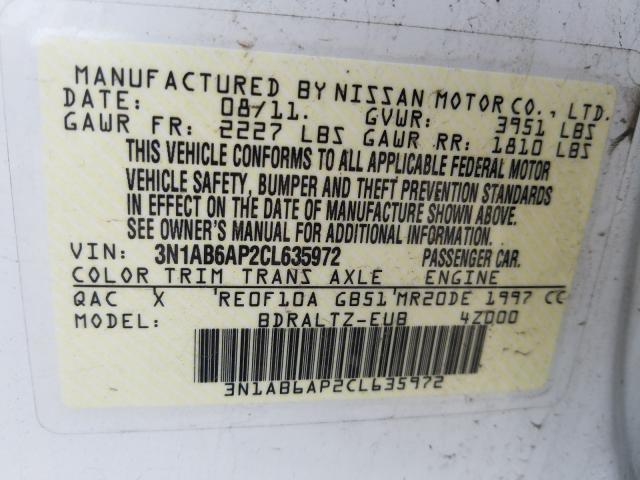 MANUFACTURED BY NISSAN MOTOR CO., LTD.
DATE: 08/11. GVWR: 3951 LBS
GAWR FR: 2227 LBS GAWR RR: 1810 LBS
THIS VEHICLE CONFORMS TO ALL APPLICABLE FEDERAL MOTOR
VEHICLE SAFETY, BUMPER AND THEFT PREVENTION STANDARDS
IN EFFECT ON THE DATE OF MANUFACTURE SHOWN ABOVE.
SEE OWNER'S MANUAL FOR ADDITIONAL INFORMATION.
VIN: 3N1AB6AP2CL635972 PASSENGER CAR.
COLOR TRIM TRANS AXLE ENGINE
QAC X 'RE0F10A GB51'MR20DE 1997 CC
MODEL: BDRALTZ-EUB 4Z000
3N1AB6AP2CL635972